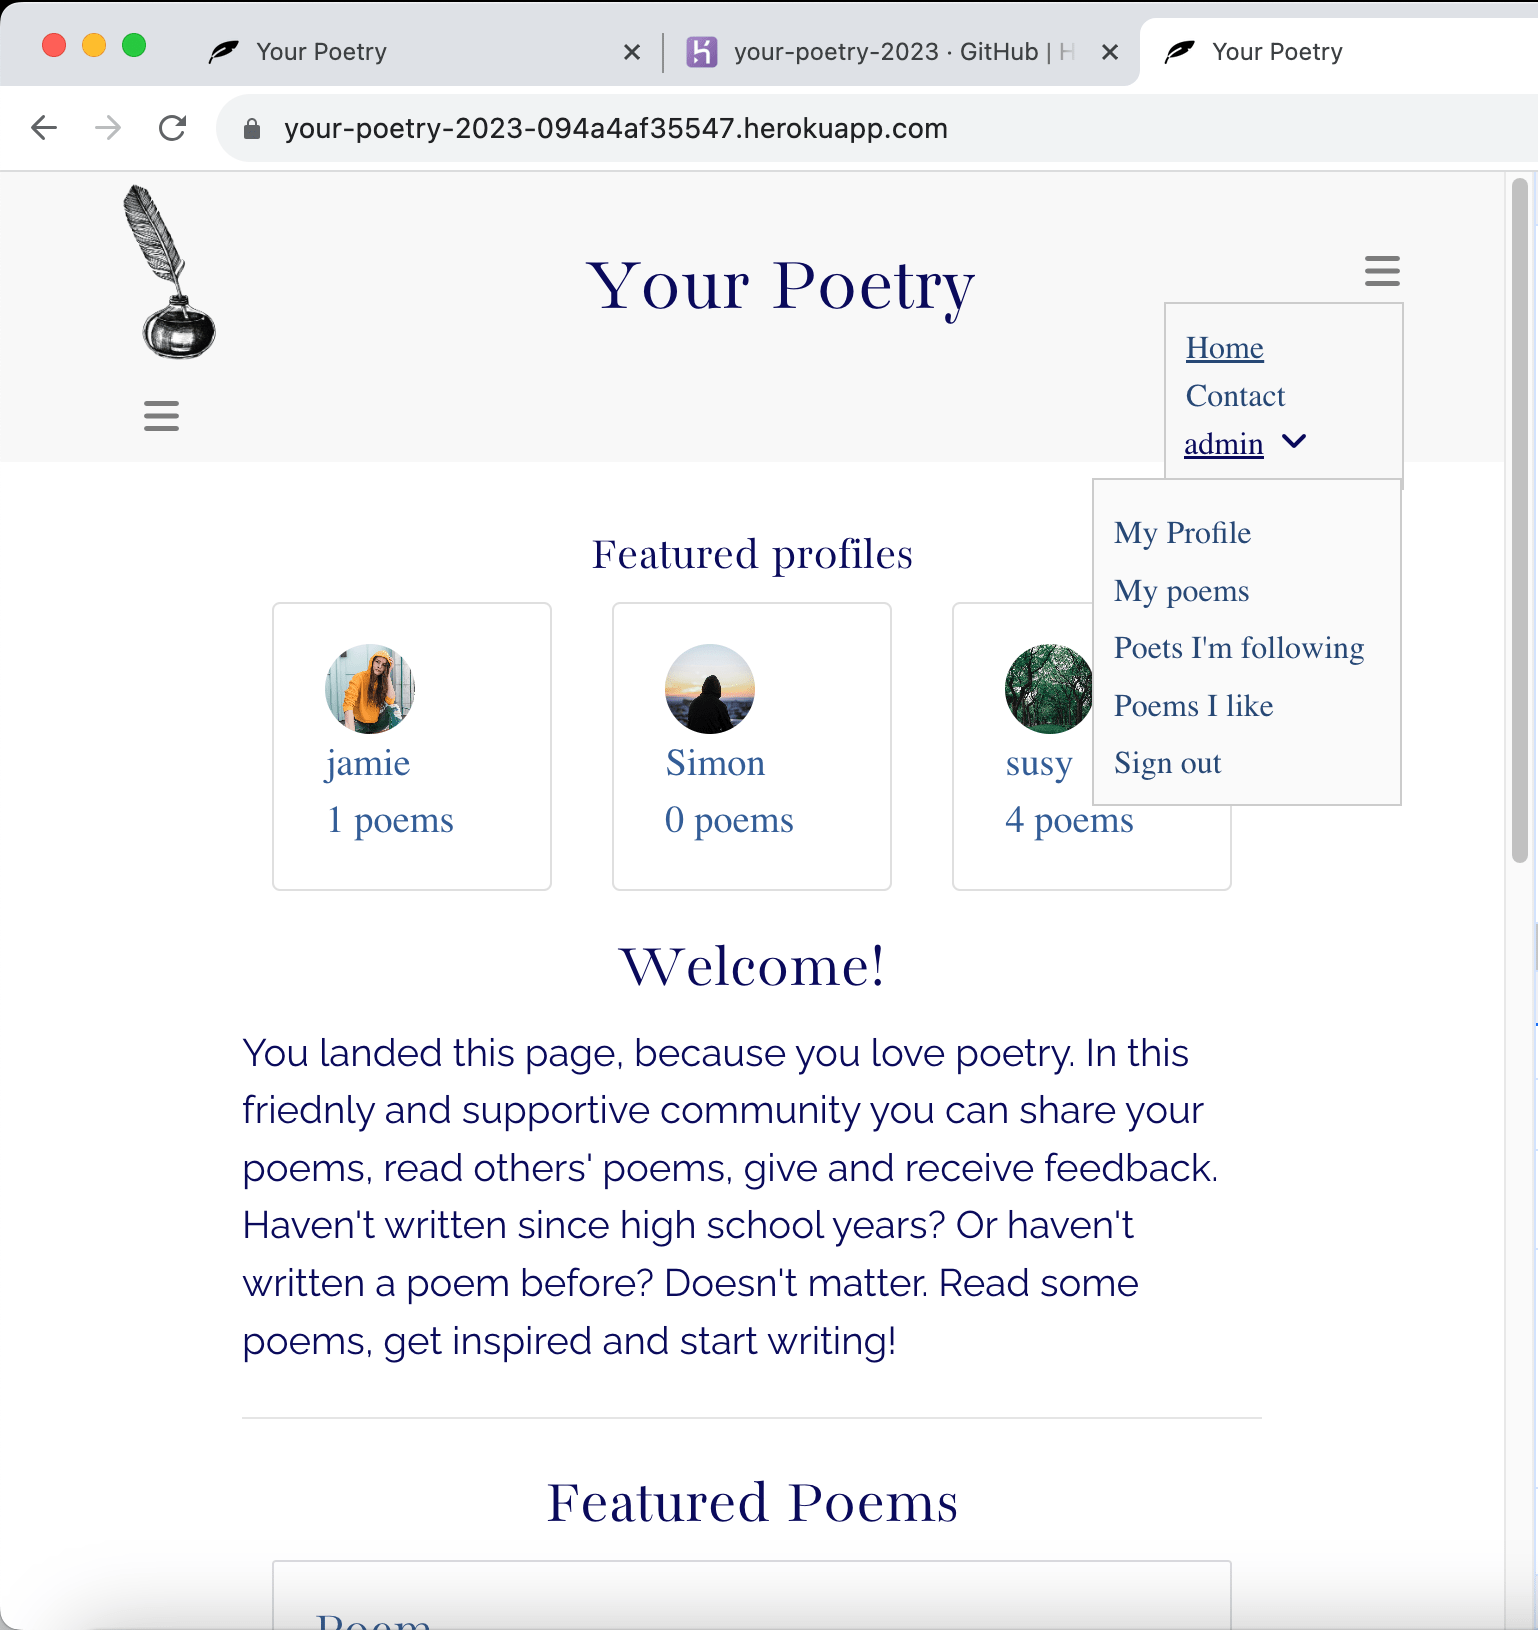 Your Poetry
your-poetry-2023 · GitHub | H
Your Poetry
your-poetry-2023-094a4af35547.herokuapp.com
Your Poetry
Home
Contact
admin
My Profile
My poems
Poets I'm following
Poems I like
Sign out
Featured profiles
jamie
1 poems
Simon
0 poems
susy
4 poems
Welcome!
You landed this page, because you love poetry. In this
friednly and supportive community you can share your
poems, read others' poems, give and receive feedback.
Haven't written since high school years? Or haven't
written a poem before? Doesn't matter. Read some
poems, get inspired and start writing!
Featured Poems
Poem